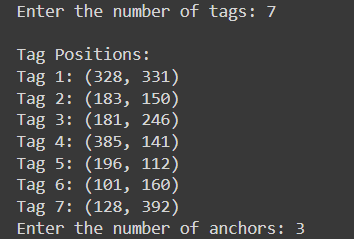 Enter the number of tags: 7
Tag Positions:
Tag 1: (328, 331)
Tag 2: (183, 150)
Tag 3: (181, 246)
Tag 4: (385, 141)
Tag 5: (196, 112)
Tag 6: (101, 160)
Tag 7: (128, 392)
Enter the number of anchors: 3